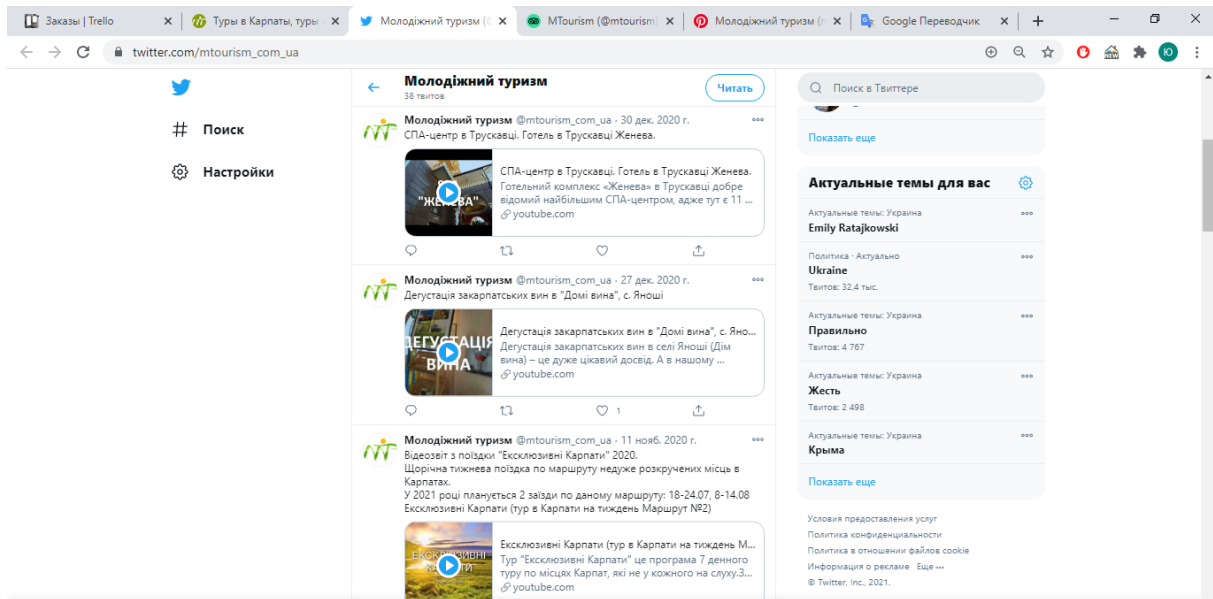 Заказы | Trello
Туры в Карпаты, туры
Молодіжний туризм (
MTourism (@mtourism
Молодіжний туризм (
Google Переводчик
twitter.com/mtourism_com_ua
Ю
Поиск
Настройки
Молодіжний туризм
38 твитов
Читать
Молодіжний туризм @mtourism_com_ua · 30 дек. 2020 г.
СПА-центр в Трускавці. Готель в Трускавці Женева.
"ЖЕНЕВА"
СПА-центр в Трускавці. Готель в Трускавці Женева.
Готельний комплекс «Женева» в Трускавці добре
відомий найбільшим СПА-центром, адже тут є 11 ...
youtube.com
Молодіжний туризм @mtourism_com_ua · 27 дек. 2020 г.
Дегустація закарпатських вин в "Домі вина", с. Яноші
ДЕГУСТАЦІЯ
ВИНА
Дегустація закарпатських вин в "Домі вина", с. Яно...
Дегустація закарпатських вин в селі Яноші (Дім
вина) – це дуже цікавий досвід. А в нашому ...
youtube.com
1
Молодіжний туризм @mtourism_com_ua · 11 нояб. 2020 г.
Відеозвіт з поїздки "Ексклюзивні Карпати" 2020.
Щорічна тижнева поїздка по маршруту недуже розкручених місць в
Карпатах.
У 2021 році планується 2 заїзди по даному маршруту: 18-24.07, 8-14.08
Ексклюзивні Карпати (тур в Карпати на тиждень Маршрут №2)
ЕКСКЛЮЗИВНІ
КАРПАТИ
Ексклюзивні Карпати (тур в Карпати на тиждень М...
Тур "Ексклюзивні Карпати" це програма 7 денного
туру по місцях Карпат, які не у кожного на слуху.З...
youtube.com
Поиск в Твиттере
Показать еще
Актуальные темы для вас
Актуальные темы: Украина
Emily Ratajkowski
Политика · Актуально
Ukraine
Твитов: 32,4 тыс.
Актуальные темы: Украина
Правильно
Твитов: 4 767
Актуальные темы: Украина
Жесть
Твитов: 2 498
Актуальные темы: Украина
Крыма
Показать еще
Условия предоставления услуг
Политика конфиденциальности
Политика в отношении файлов cookie
Информация о рекламе Еще ...
© Twitter, Inc., 2021.